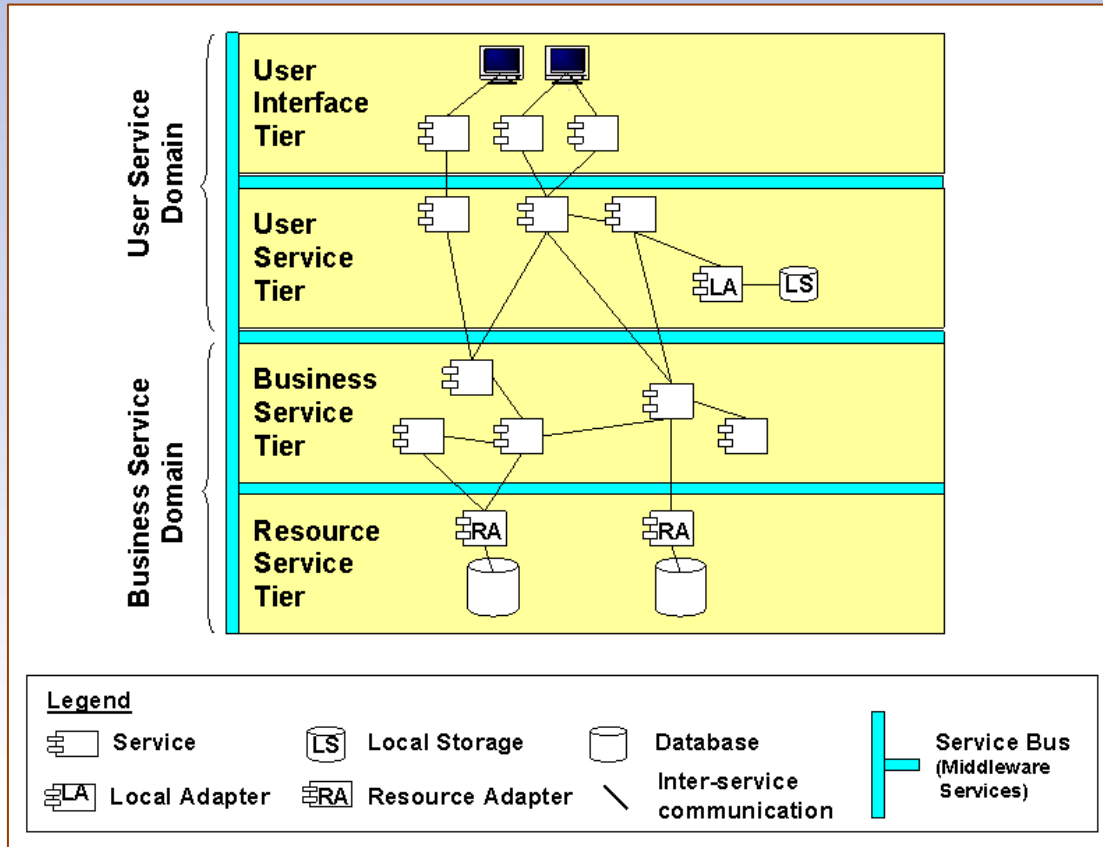 User Service
Domain
User
Interface
Tier
User
Service
Tier
LA
LS
Business Service
Domain
Business
Service
Tier
Resource
Service
Tier
RA
RA
Legend
Service
LS
Local Storage
Database
Service Bus
(Middleware
Services)
LA
Local Adapter
RA
Resource Adapter
Inter-service
communication